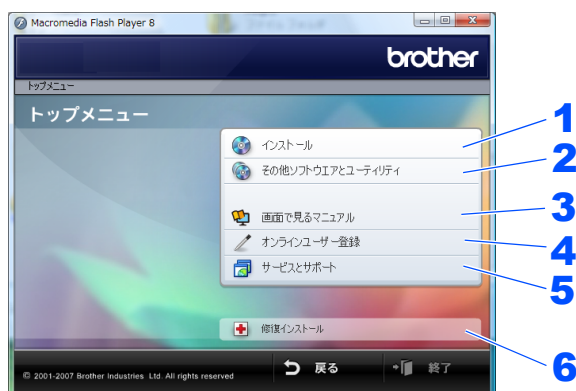 Macromedia Flash Player 8
brother
トップメニュー
トップメニュー
インストール
1
その他ソフトウエアとユーティリティ
2
画面で見るマニュアル
3
オンラインユーザー登録
4
サービスとサポート
5
修復インストール
6
© 2001-2007 Brother Industries Ltd. All rights reserved
戻る
終了